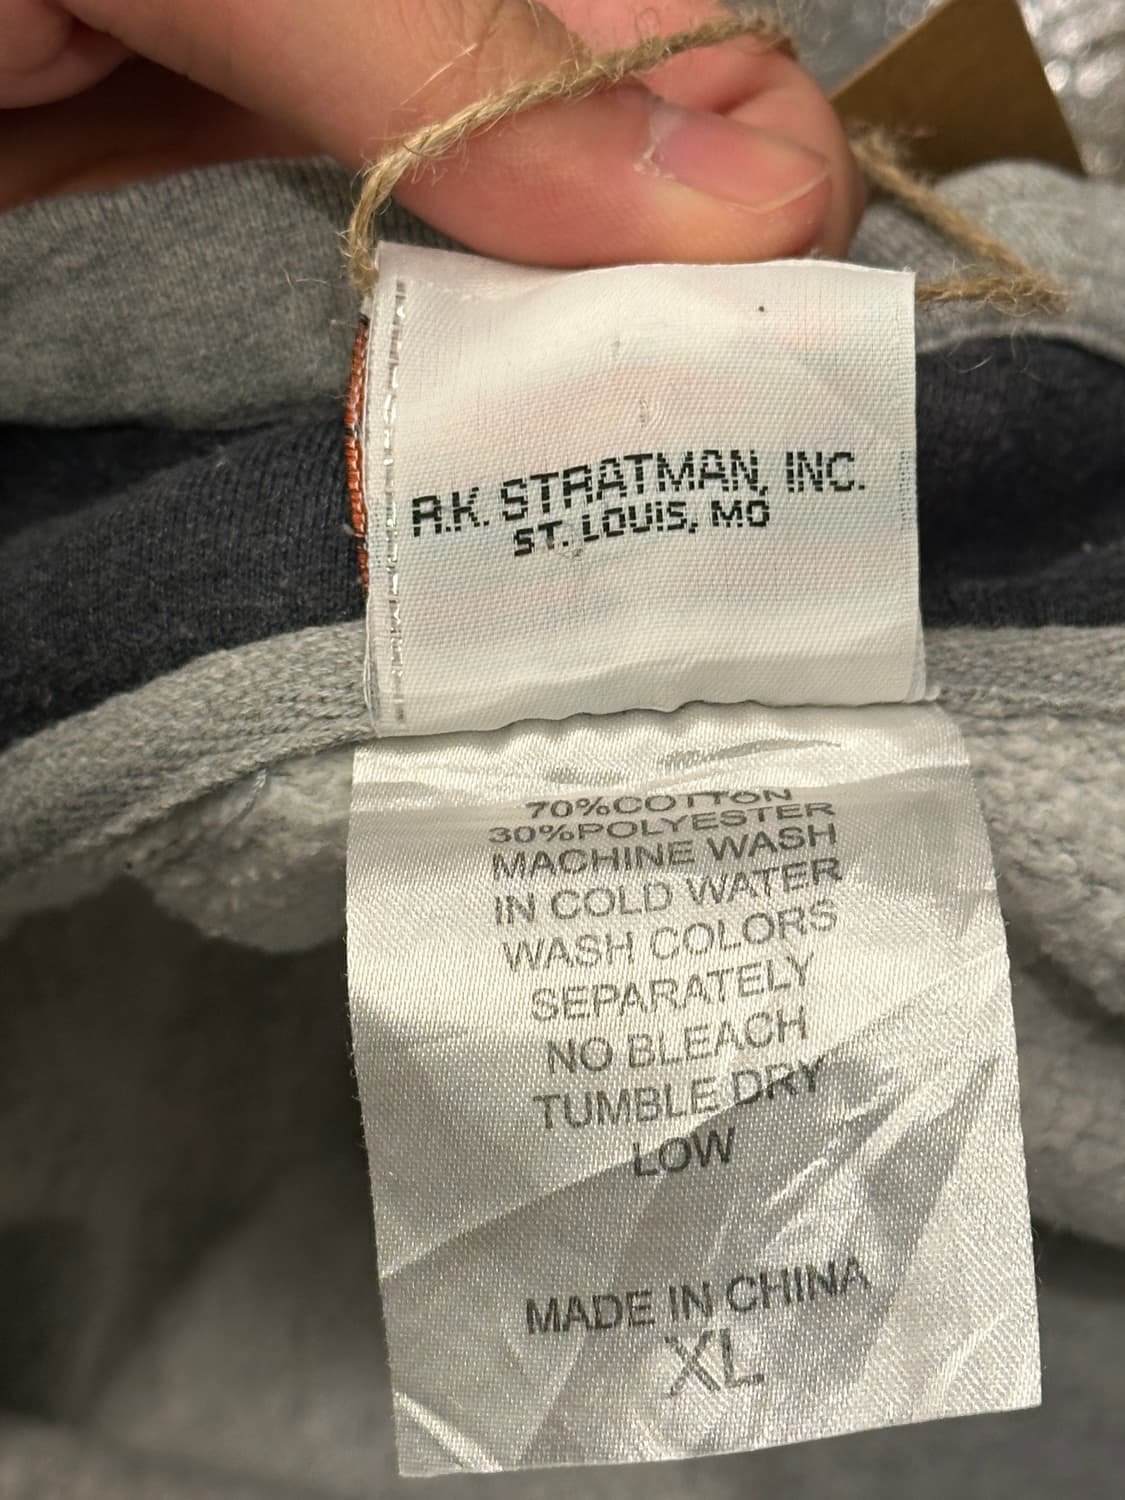 R.K. STRATMAN, INC.
ST. LOUIS, MO
70%COTTON
30%POLYESTER
MACHINE WASH
IN COLD WATER
WASH COLORS
SEPARATELY
NO BLEACH
TUMBLE DRY
LOW
MADE IN CHINA
XL